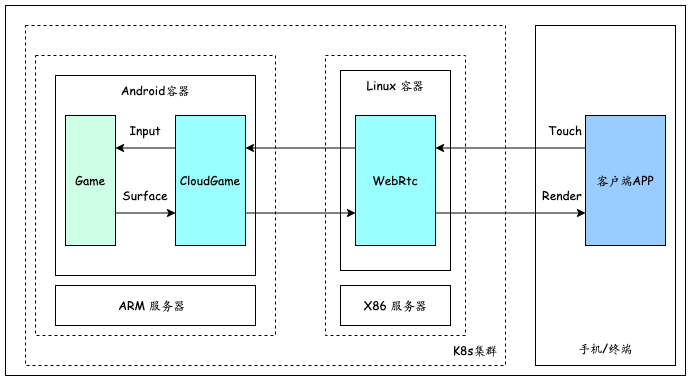 Android容器
Linux 容器
Input
Touch
Game
CloudGame
WebRtc
客户端APP
Surface
Render
ARM 服务器
X86 服务器
K8s集群
手机/终端